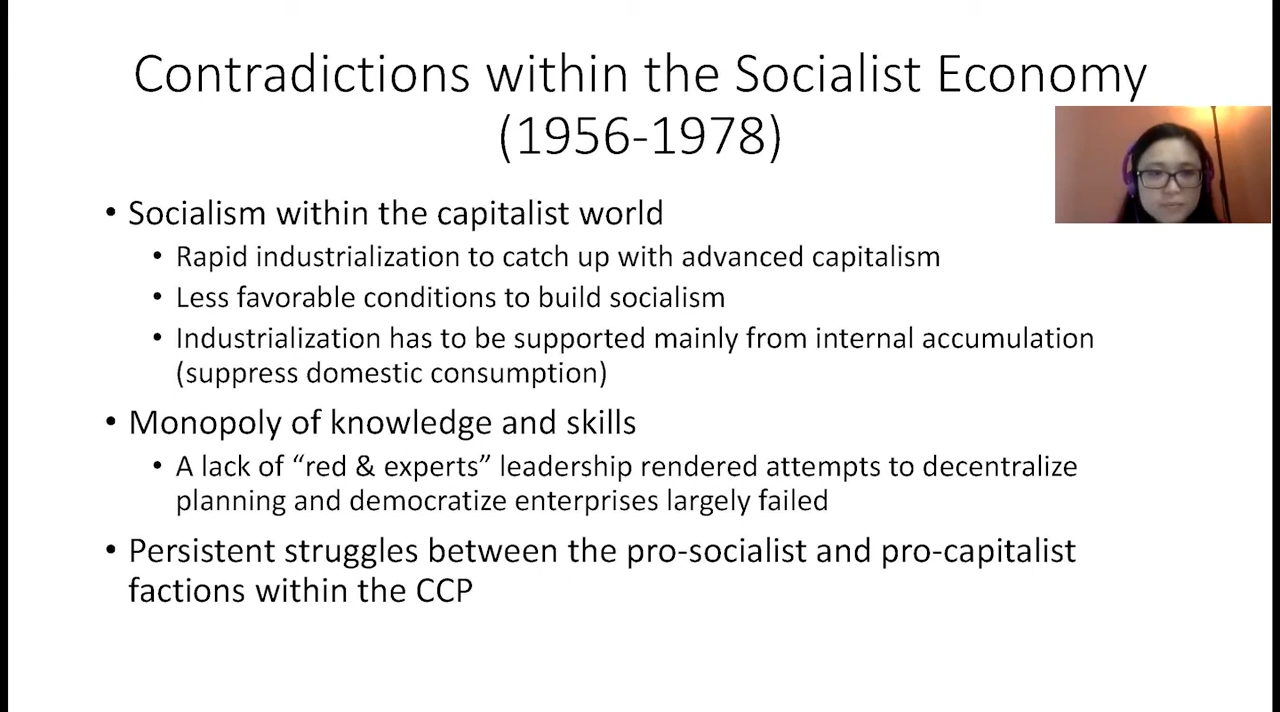 Contradictions within the Socialist Economy
(1956-1978)
• Socialism within the capitalist world
• Rapid industrialization to catch up with advanced capitalism
• Less favorable conditions to build socialism
• Industrialization has to be supported mainly from internal accumulation
(suppress domestic consumption)
• Monopoly of knowledge and skills
• A lack of “red & experts” leadership rendered attempts to decentralize
planning and democratize enterprises largely failed
• Persistent struggles between the pro-socialist and pro-capitalist
factions within the CCP